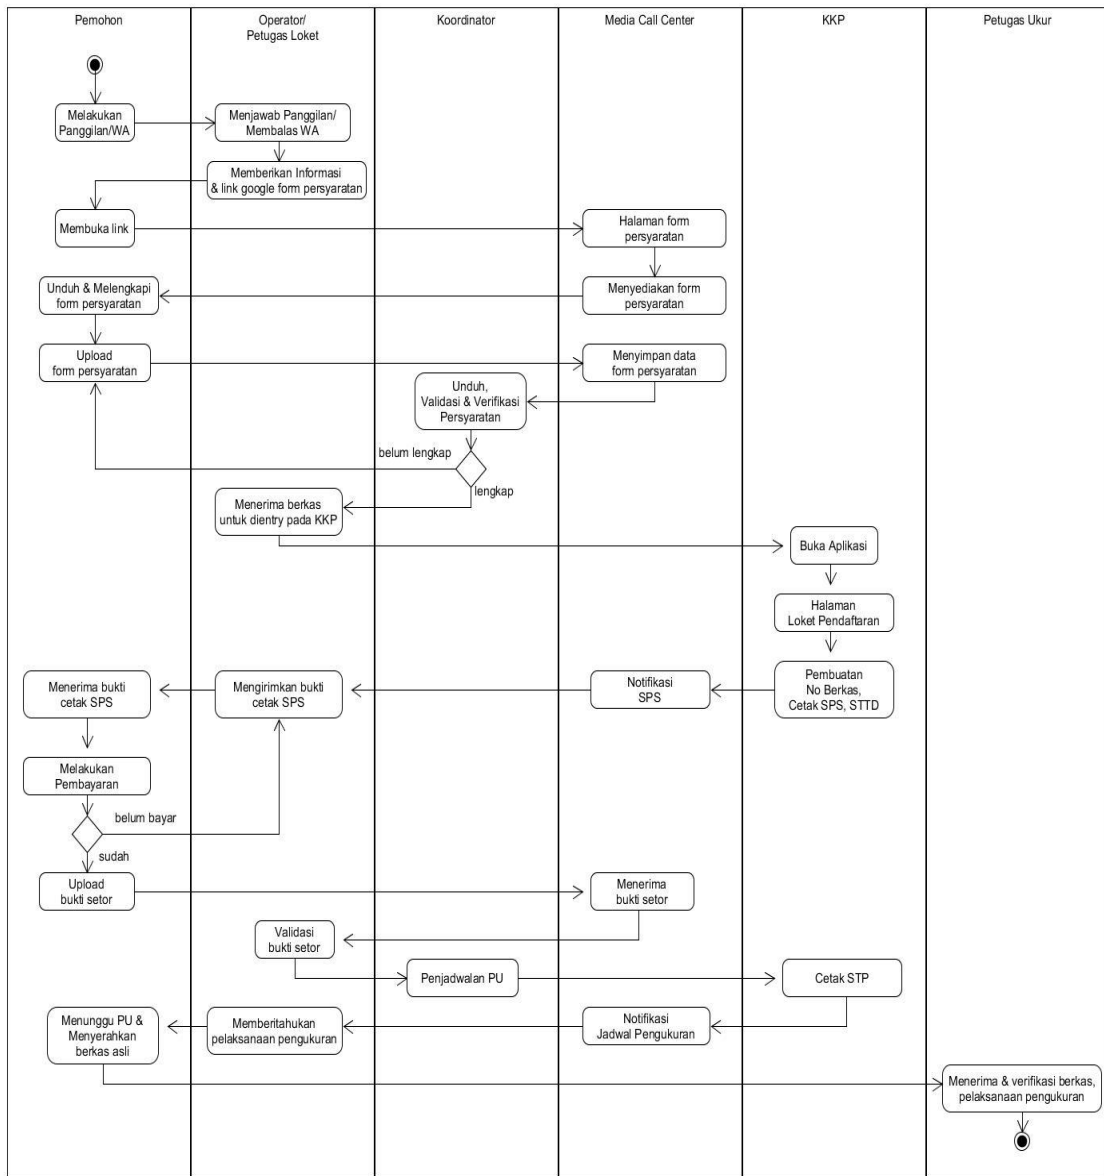 Pemohon
Operator/
Petugas Loket
Koordinator
Media Call Center
KKP
Petugas Ukur
Melakukan
Panggilan/WA
Menjawab Panggilan/
Membalas WA
Memberikan Informasi
& link google form persyaratan
Membuka link
Halaman form
persyaratan
Unduh & Melengkapi
form persyaratan
Menyediakan form
persyaratan
Upload
form persyaratan
Menyimpan data
form persyaratan
Unduh,
Validasi & Verifikasi
Persyaratan
belum lengkap
lengkap
Menerima berkas
untuk dientry pada KKP
Buka Aplikasi
Halaman
Loket Pendaftaran
Menerima bukti
cetak SPS
Mengirimkan bukti
cetak SPS
Notifikasi
SPS
Pembuatan
No Berkas,
Cetak SPS, STTD
Melakukan
Pembayaran
belum bayar
sudah
Upload
bukti setor
Menerima
bukti setor
Validasi
bukti setor
Penjadwalan PU
Cetak STP
Menunggu PU &
Menyerahkan
berkas asli
Memberitahukan
pelaksanaan pengukuran
Notifikasi
Jadwal Pengukuran
Menerima & verifikasi berkas,
pelaksanaan pengukuran